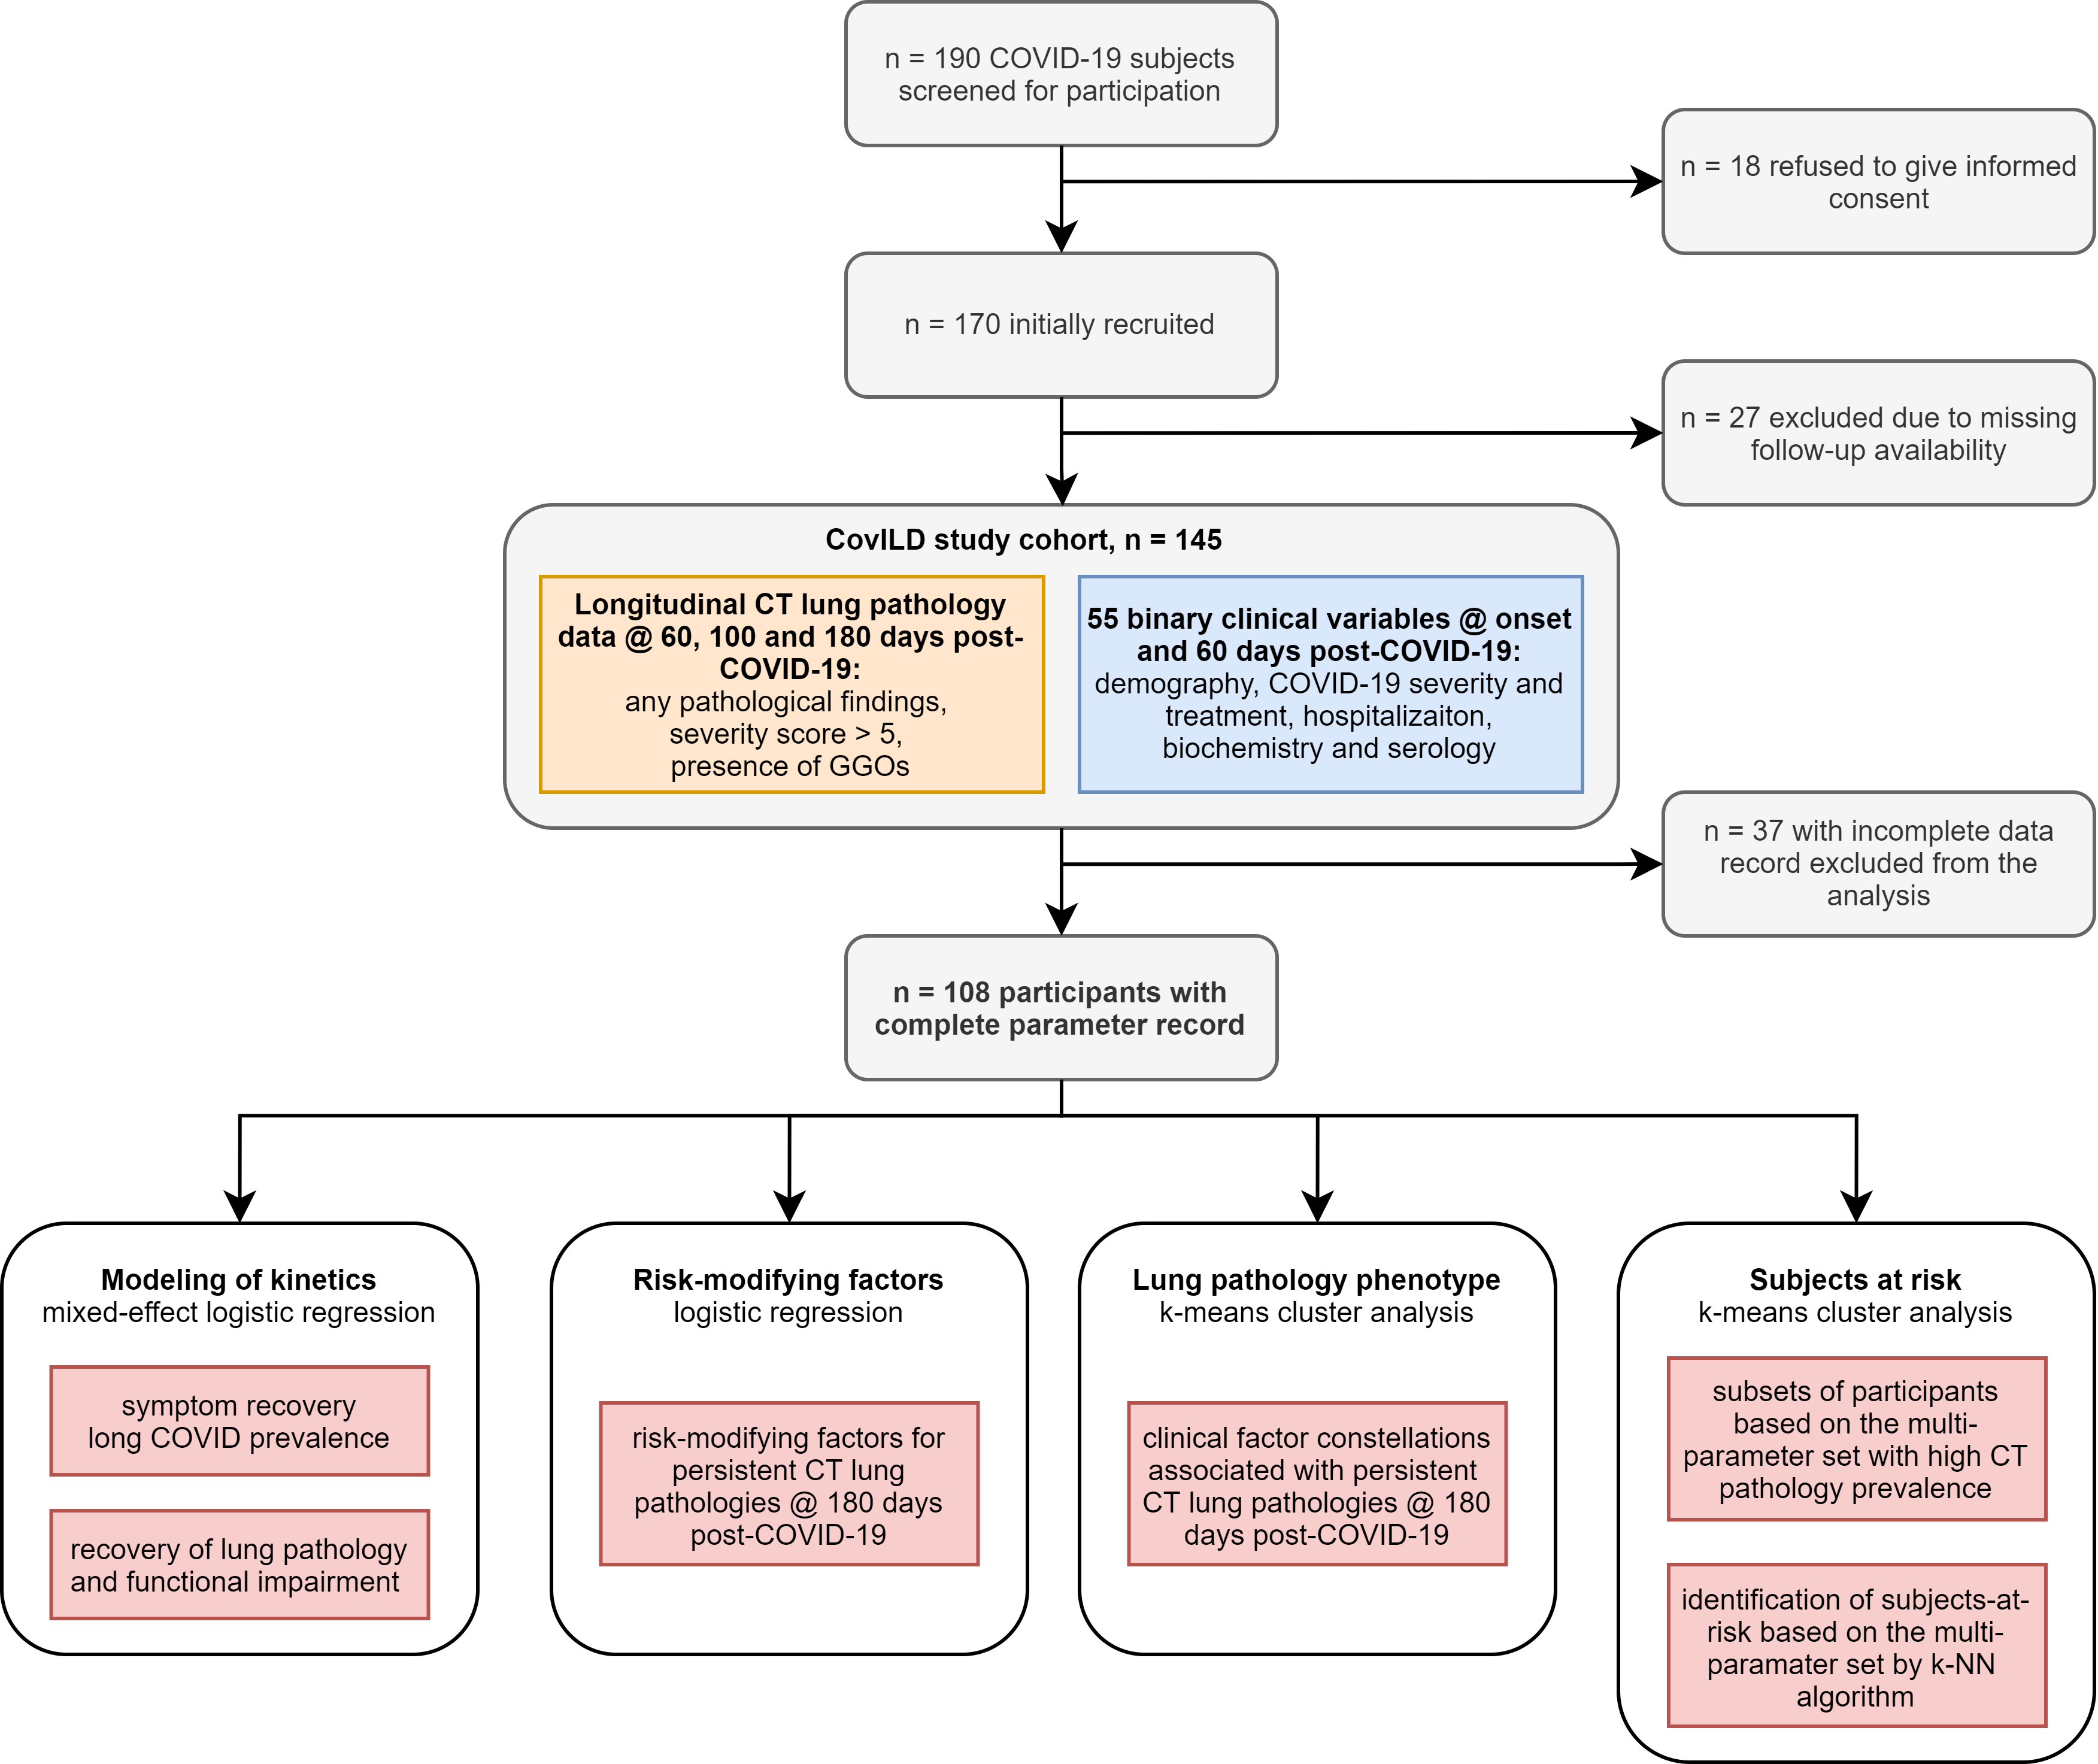 n = 190 COVID-19 subjects
screened for participation
n = 18 refused to give informed
consent
n = 170 initially recruited
n = 27 excluded due to missing
follow-up availability
CovILD study cohort, n = 145
Longitudinal CT lung pathology
data @ 60, 100 and 180 days post-
COVID-19:
any pathological findings,
severity score > 5,
presence of GGOs
55 binary clinical variables @ onset
and 60 days post-COVID-19:
demography, COVID-19 severity and
treatment, hospitalizaiton,
biochemistry and serology
n = 37 with incomplete data
record excluded from the
analysis
n = 108 participants with
complete parameter record
Modeling of kinetics
mixed-effect logistic regression
symptom recovery
long COVID prevalence
recovery of lung pathology
and functional impairment
Risk-modifying factors
logistic regression
risk-modifying factors for
persistent CT lung
pathologies @ 180 days
post-COVID-19
Lung pathology phenotype
k-means cluster analysis
clinical factor constellations
associated with persistent
CT lung pathologies @ 180
days post-COVID-19
Subjects at risk
k-means cluster analysis
subsets of participants
based on the multi-
parameter set with high CT
pathology prevalence
identification of subjects-at-
risk based on the multi-
paramater set by k-NN
algorithm